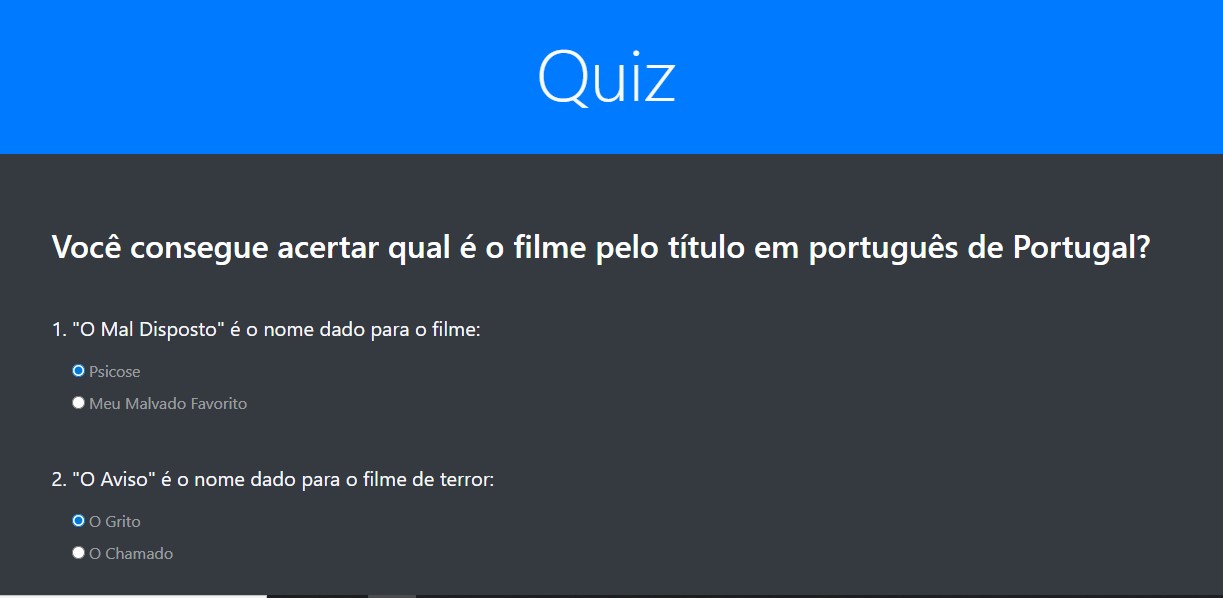 Quiz
Você consegue acertar qual é o filme pelo título em português de Portugal?
1. "O Mal Disposto" é o nome dado para o filme:
Psicose
Meu Malvado Favorito
2. "O Aviso" é o nome dado para o filme de terror:
O Grito
O Chamado